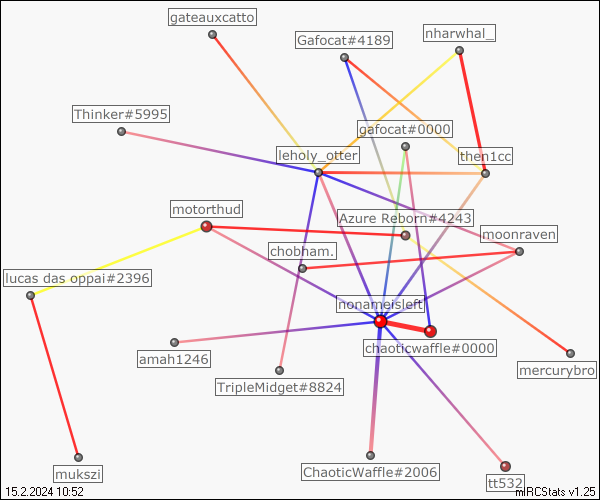 gateauxcatto
nharwhal_
Gafocat#4189
Thinker#5995
gafocat#0000
leholy_otter
then1cc
motorthud
Azure Reborn#4243
moonraven
chobham.
lucas das oppai#2396
nonameisleft
chaoticwaffle#0000
amah1246
mercurybro
TripleMidget#8824
mukszi
ChaoticWaffle#2006
tt532
15.2.2024 10:52
mIRCStats v1.25